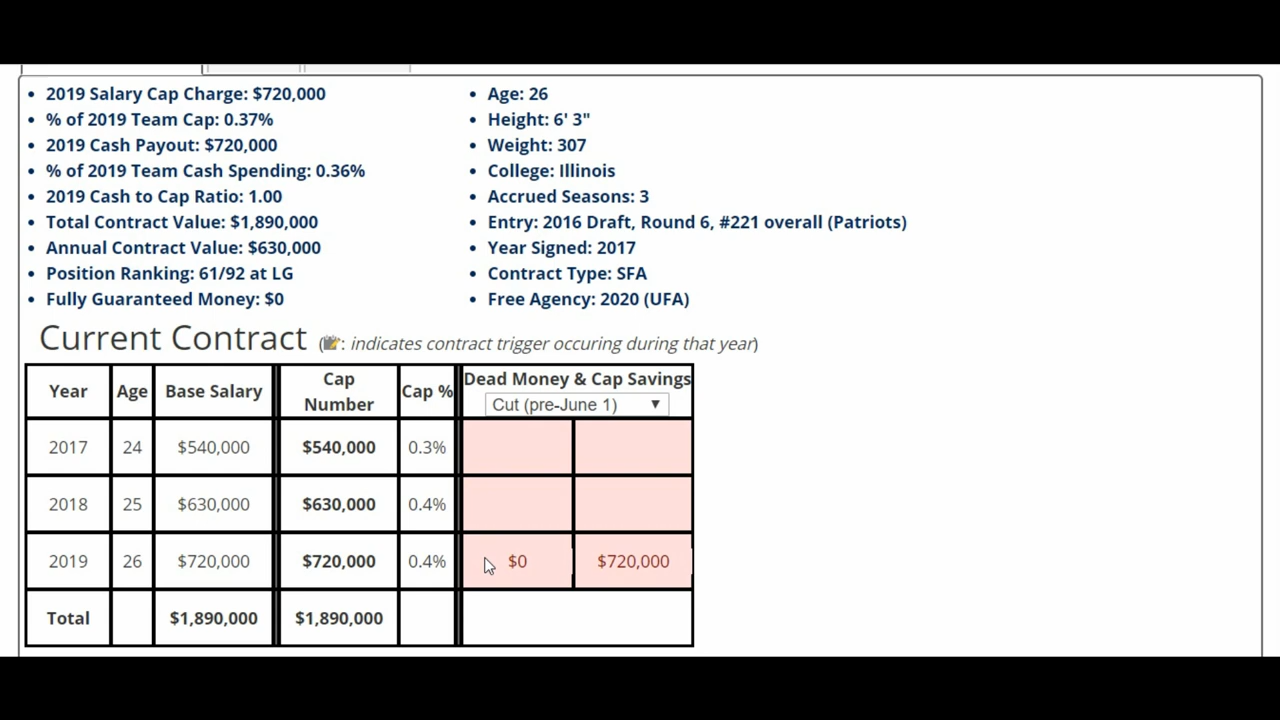 2019 Salary Cap Charge: $720,000
% of 2019 Team Cap: 0.37%
2019 Cash Payout: $720,000
% of 2019 Team Cash Spending: 0.36%
2019 Cash to Cap Ratio: 1.00
Total Contract Value: $1,890,000
Annual Contract Value: $630,000
Position Ranking: 61/92 at LG
Fully Guaranteed Money: $0
Age: 26
Height: 6' 3"
Weight: 307
College: Illinois
Accrued Seasons: 3
Entry: 2016 Draft, Round 6, #221 overall (Patriots)
Year Signed: 2017
Contract Type: SFA
Free Agency: 2020 (UFA)
Current Contract (: indicates contract trigger occuring during that year)
Year Age Base Salary Cap Number Cap % Dead Money & Cap Savings
Cut (pre-June 1)
2017 24 $540,000 $540,000 0.3%
2018 25 $630,000 $630,000 0.4%
2019 26 $720,000 $720,000 0.4% $0 $720,000
Total $1,890,000 $1,890,000